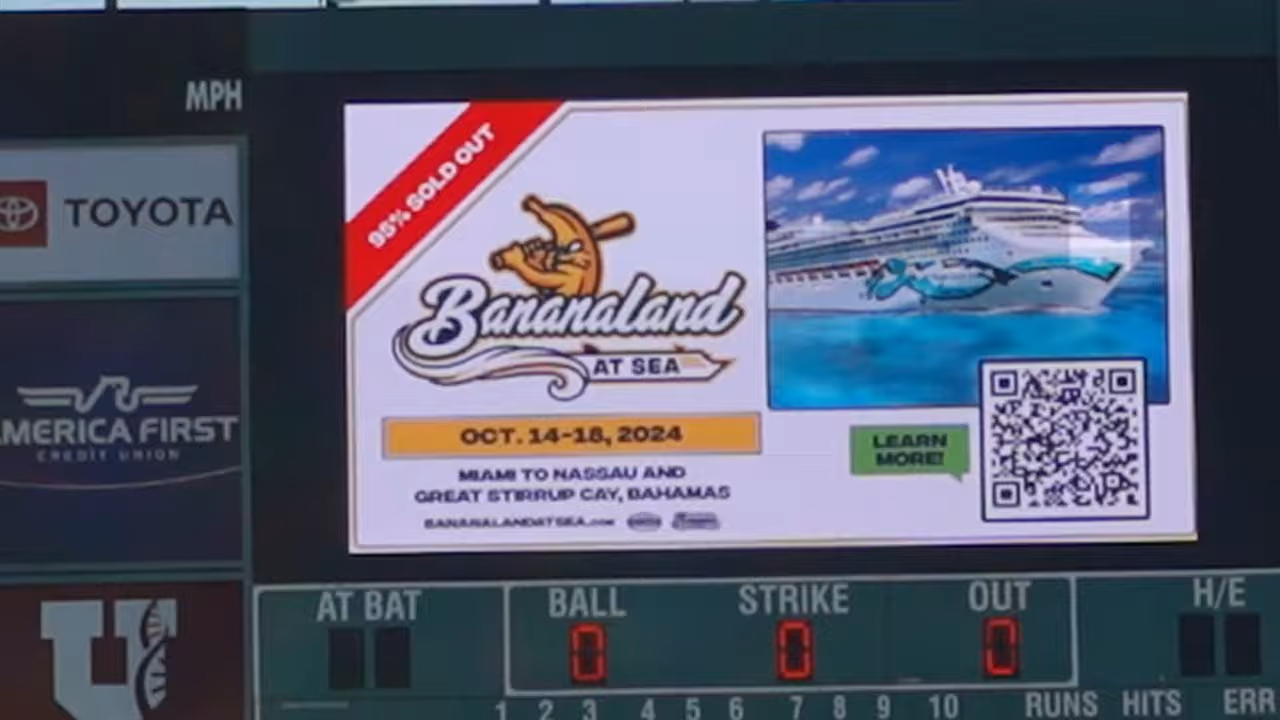 MPH
TOYOTA
AMERICA FIRST
CREDIT UNION
U
95% SOLD OUT
Bananaland
AT SEA
OCT. 14-18, 2024
MIAMI TO NASSAU AND
GREAT STIRRUP CAY, BAHAMAS
BANANALANDATSEA.COM
LEARN
MORE!
AT BAT BALL STRIKE OUT H/E
0 0 0
1 2 3 4 5 6 7 8 9 10 RUNS HITS ERR